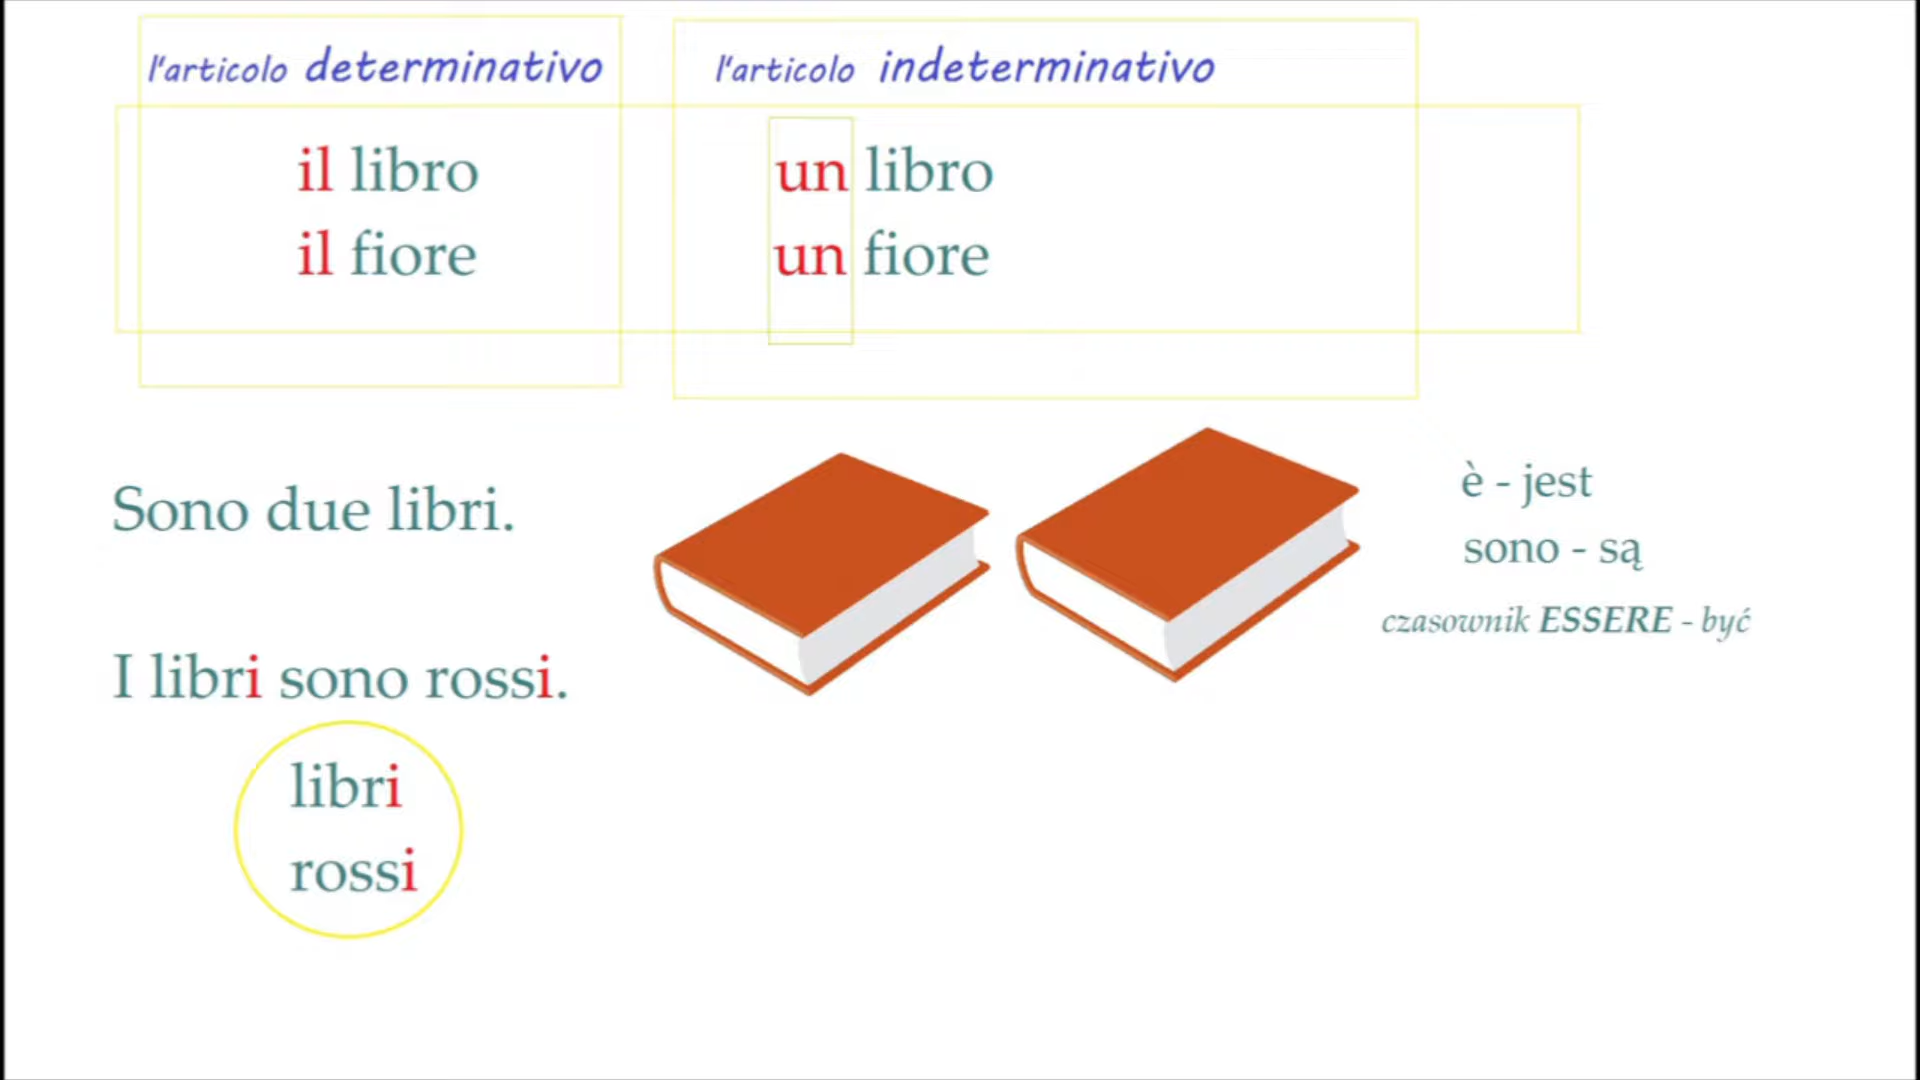 l'articolo determinativo
l'articolo indeterminativo
il libro
un libro
il fiore
un fiore
Sono due libri.
è - jest
sono - są
czasownik ESSERE - być
I libri sono rossi.
libri
rossi